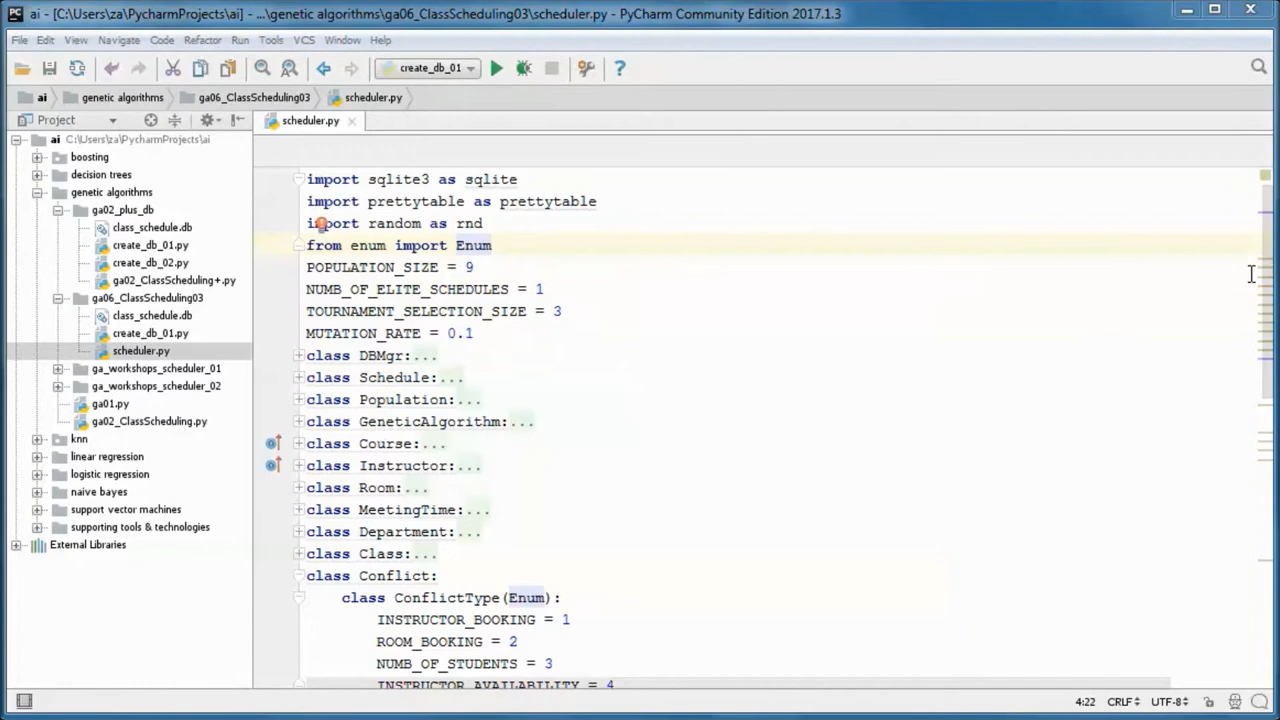 PC ai - [C:\Users\za\PycharmProjects\ai] - ...\genetic algorithms\ga06_ClassScheduling03\scheduler.py - PyCharm Community Edition 2017.1.3
File Edit View Navigate Code Refactor Run Tools VCS Window Help
create_db_01
ai genetic algorithms ga06_ClassScheduling03 scheduler.py
Project
scheduler.py
ai C:\Users\za\PycharmProjects\ai
boosting
decision trees
genetic algorithms
ga02_plus_db
class_schedule.db
create_db_01.py
create_db_02.py
ga02_ClassScheduling+.py
ga06_ClassScheduling03
class_schedule.db
create_db_01.py
scheduler.py
ga_workshops_scheduler_01
ga_workshops_scheduler_02
ga01.py
ga02_ClassScheduling.py
knn
linear regression
logistic regression
naive bayes
support vector machines
supporting tools & technologies
External Libraries
import sqlite3 as sqlite
import prettytable as prettytable
import random as rnd
from enum import Enum
POPULATION_SIZE = 9
NUMB_OF_ELITE_SCHEDULES = 1
TOURNAMENT_SELECTION_SIZE = 3
MUTATION_RATE = 0.1
class DBMgr:...
class Schedule:...
class Population:...
class GeneticAlgorithm:...
class Course:...
class Instructor:...
class Room:...
class MeetingTime:...
class Department:...
class Class:...
class Conflict:
class ConflictType(Enum):
INSTRUCTOR_BOOKING = 1
ROOM_BOOKING = 2
NUMB_OF_STUDENTS = 3
INSTRUCTOR_AVAILABILITY = 4
4:22 CRLF UTF-8